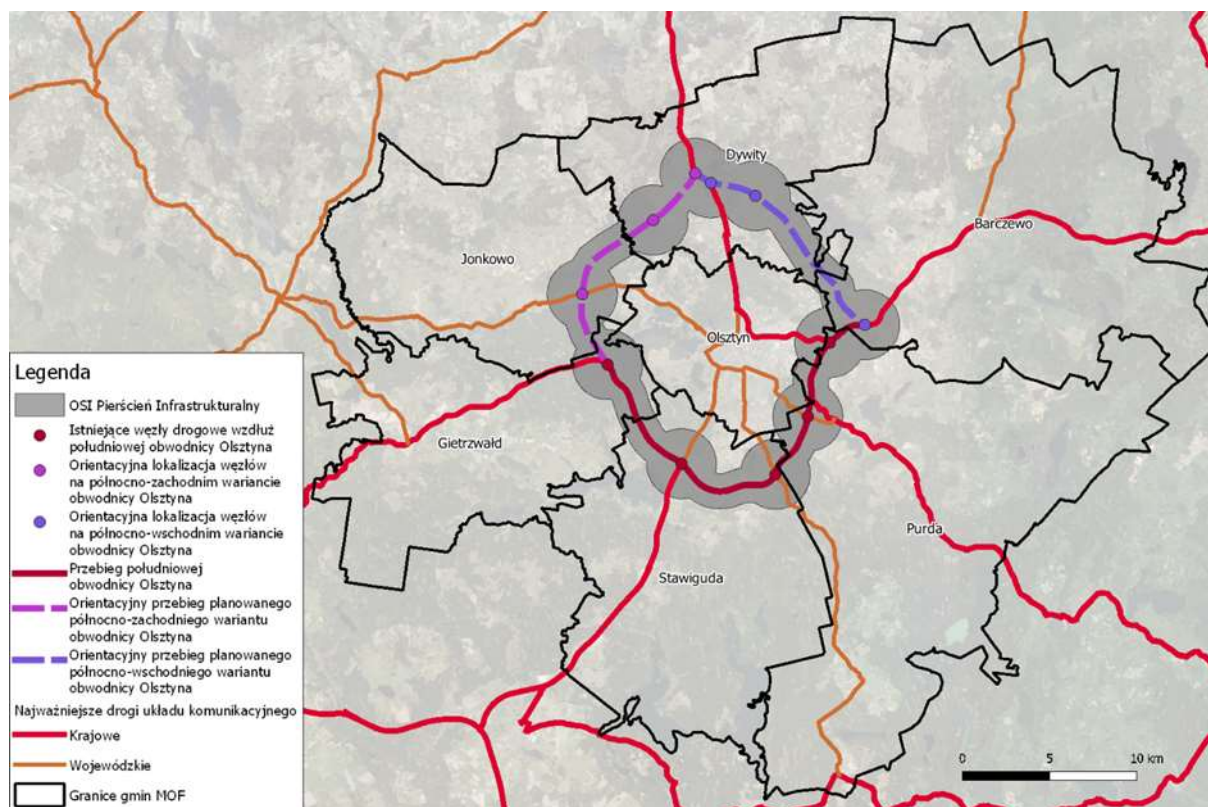 Dywity
Barczewo
Jonkowo
Olsztyn
Gietrzwałd
Purda
Stawiguda
Legenda
OSI Pierścień Infrastrukturalny
Istniejące węzły drogowe wzdłuż
południowej obwodnicy Olsztyna
Orientacyjna lokalizacja węzłów
na północno-zachodnim wariancie
obwodnicy Olsztyna
Orientacyjna lokalizacja węzłów
na północno-wschodnim wariancie
obwodnicy Olsztyna
Przebieg południowej
obwodnicy Olsztyna
Orientacyjny przebieg planowanego
północno-zachodniego wariantu
obwodnicy Olsztyna
Orientacyjny przebieg planowanego
północno-wschodniego wariantu
obwodnicy Olsztyna
Najważniejsze drogi układu komunikacyjnego
Krajowe
Wojewódzkie
Granice gmin MOF
0 5 10 km